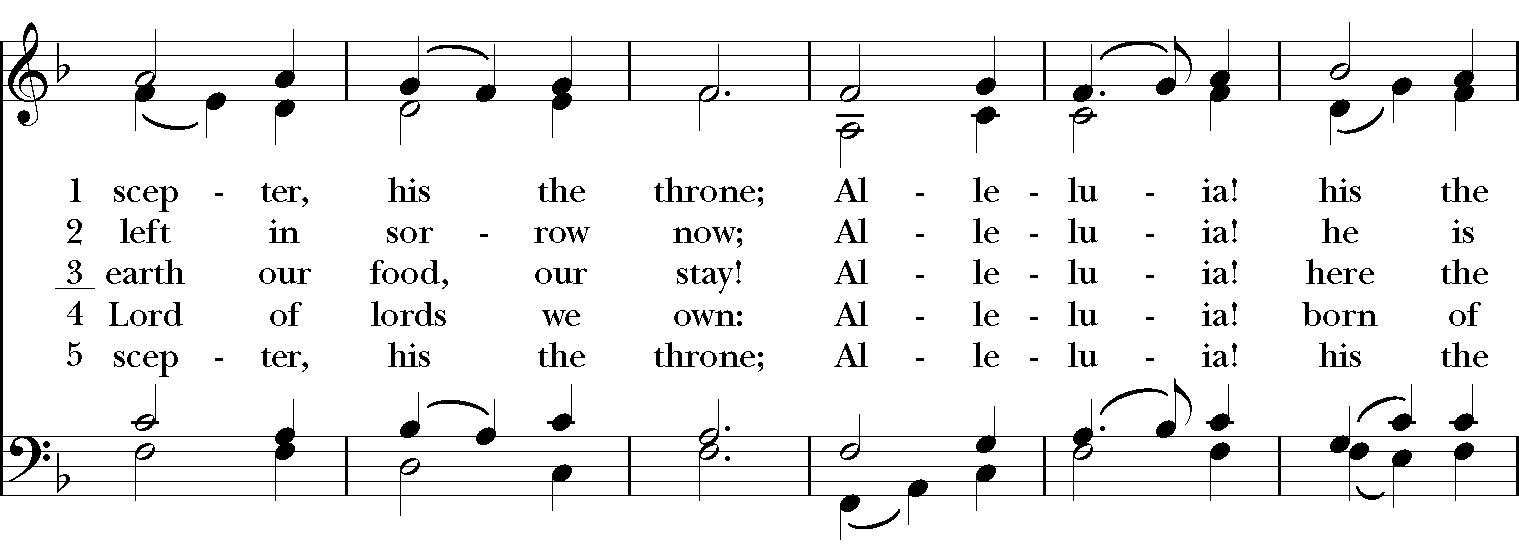 1 scep - ter, his the throne; Al - le - lu - ia! his the
2 left in sor - row now; Al - le - lu - ia! he is
3 earth our food, our stay! Al - le - lu - ia! here the
4 Lord of lords we own: Al - le - lu - ia! born of
5 scep - ter, his the throne; Al - le - lu - ia! his the